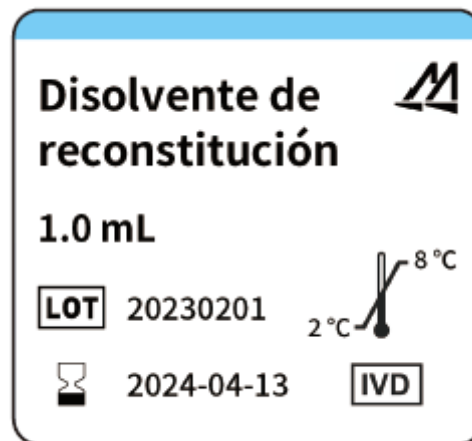 Disolvente de
reconstitución
1.0 mL
8 °C
LOT 20230201
2 °C
2024-04-13 IVD